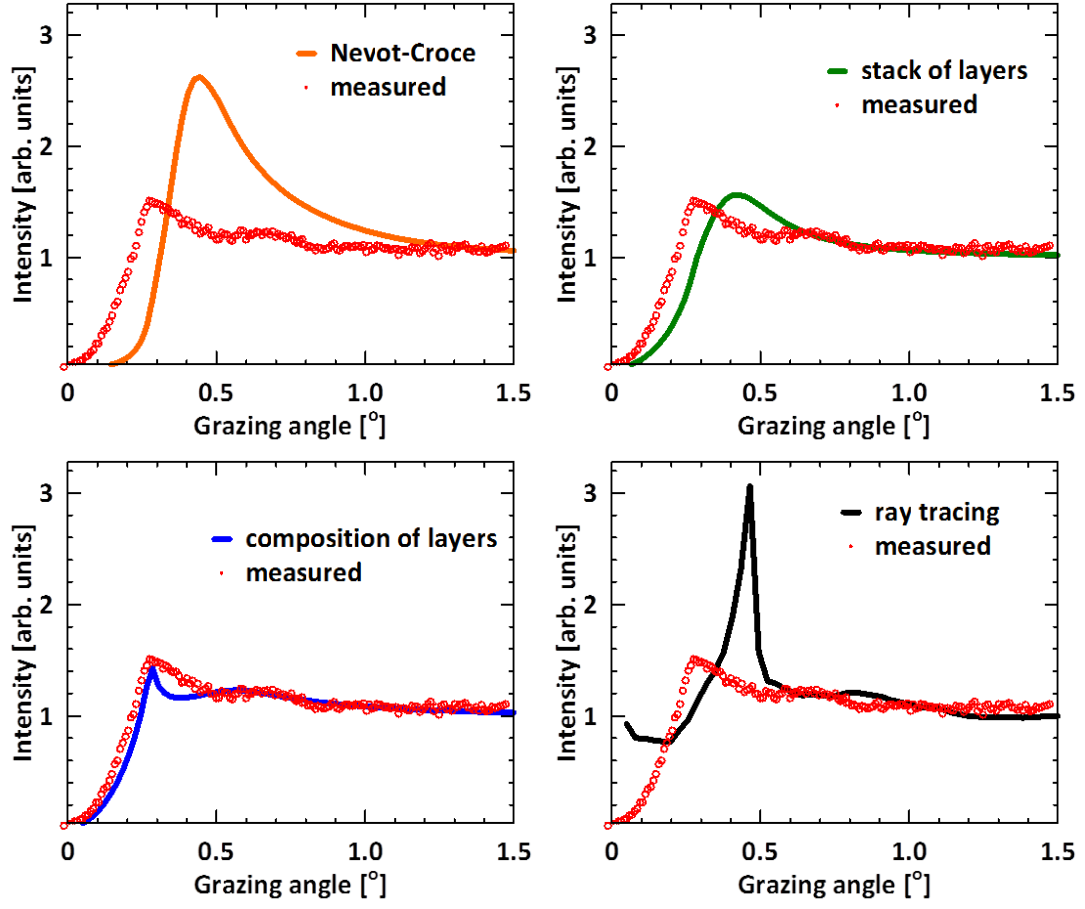 3
2
1
0
0.5
1.0
1.5
Intensity [arb. units]
Grazing angle [°]
Nevot-Croce
measured
3
2
1
0
0.5
1.0
1.5
Intensity [arb. units]
Grazing angle [°]
stack of layers
measured
3
2
1
0
0.5
1.0
1.5
Intensity [arb. units]
Grazing angle [°]
composition of layers
measured
3
2
1
0
0.5
1.0
1.5
Intensity [arb. units]
Grazing angle [°]
ray tracing
measured